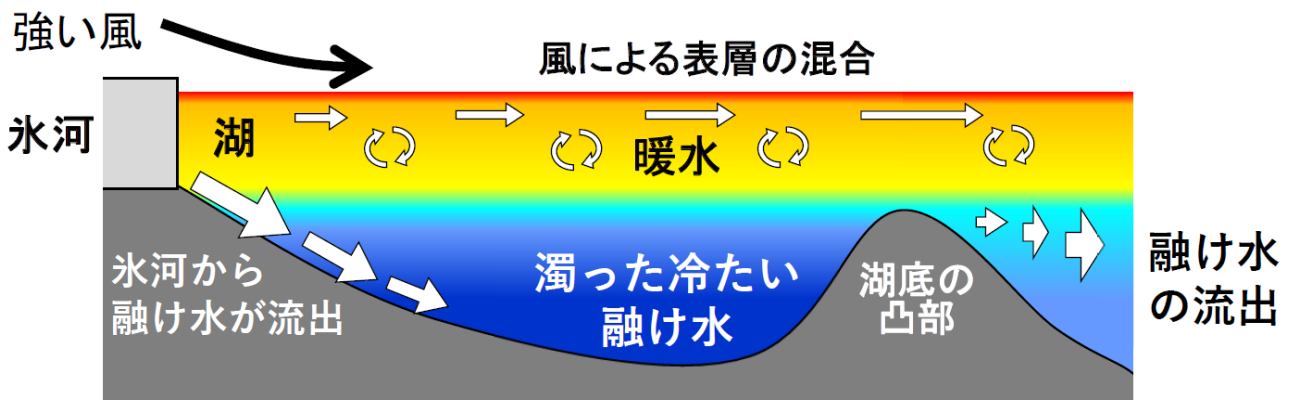 強い風
風による表層の混合
氷河
湖
暖水
氷河から
融け水が流出
濁った冷たい
融け水
湖底の
凸部
融け水
の流出